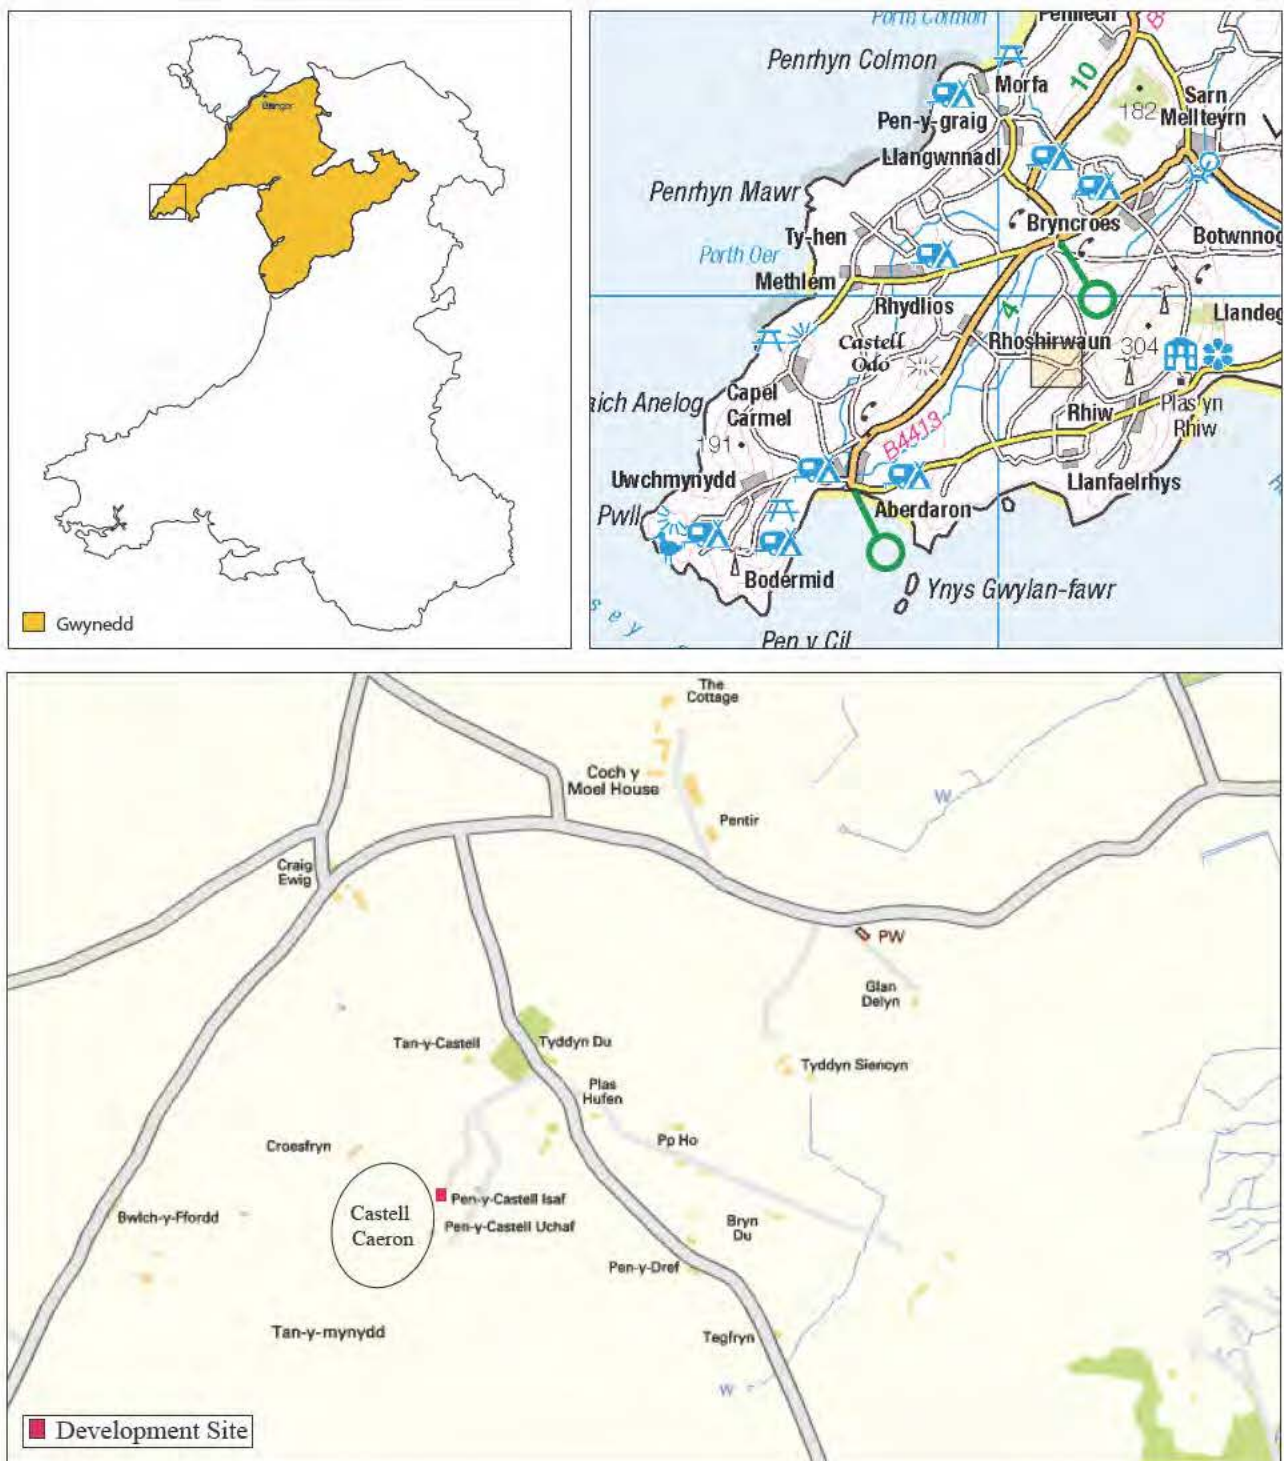 Bangor
Gwynedd
Porth Colmon
Penllech
Penrhyn Colmon
Morfa
10
182
Sarn
Mellteyrn
Pen-y-graig
Llangwnnadl
Penrhyn Mawr
Bryncroes
Ty-hen
Botwnnog
Porth Oer
Methlem
Rhydlios
4
Llandeg
Castell
Odo
Rhoshirwaun
304
aich Anelog
Capel
Carmel
Rhiw
Plas yn
Rhiw
191
B4413
Uwchmynydd
Llanfaelrhys
Pwll
Aberdaron
Bodermid
Ynys Gwylan-fawr
sey
Pen y Cil
The
Cottage
Coch y
Moel House
W
Pentir
Craig
Ewig
PW
Glan
Delyn
Tan-y-Castell
Tyddyn Du
Tyddyn Siencyn
Plas
Hufen
Pp Ho
Croesfryn
Castell
Caeron
Pen-y-Castell Isaf
Bwlch-y-Ffordd
Pen-y-Castell Uchaf
Bryn
Du
Pen-y-Dref
Tan-y-mynydd
Tegfryn
W
Development Site